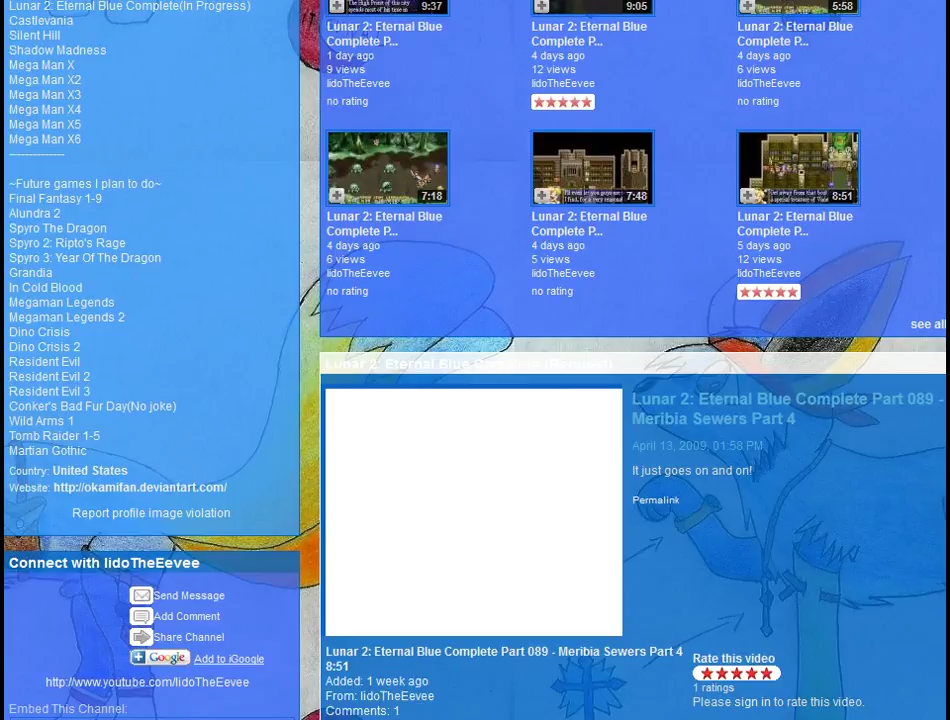 Lunar 2: Eternal Blue Complete(In Progress)
Castlevania
Silent Hill
Shadow Madness
Mega Man X
Mega Man X2
Mega Man X3
Mega Man X4
Mega Man X5
Mega Man X6
---------------
~Future games I plan to do~
Final Fantasy 1-9
Alundra 2
Spyro The Dragon
Spyro 2: Ripto's Rage
Spyro 3: Year Of The Dragon
Grandia
In Cold Blood
Megaman Legends
Megaman Legends 2
Dino Crisis
Dino Crisis 2
Resident Evil
Resident Evil 2
Resident Evil 3
Conker's Bad Fur Day(No joke)
Wild Arms 1
Tomb Raider 1-5
Martian Gothic
Country: United States
Website: http://okamifan.deviantart.com/
Report profile image violation
Connect with lidoTheEevee
Send Message
Add Comment
Share Channel
Google Add to iGoogle
http://www.youtube.com/lidoTheEevee
Embed This Channel:
9:37 9:05 5:58
Lunar 2: Eternal Blue Lunar 2: Eternal Blue Lunar 2: Eternal Blue
Complete P... Complete P... Complete P...
1 day ago 4 days ago 4 days ago
9 views 12 views 6 views
lidoTheEevee lidoTheEevee lidoTheEevee
no rating no rating
7:18 7:48 8:51
Lunar 2: Eternal Blue Lunar 2: Eternal Blue Lunar 2: Eternal Blue
Complete P... Complete P... Complete P...
4 days ago 4 days ago 5 days ago
6 views 5 views 12 views
lidoTheEevee lidoTheEevee lidoTheEevee
no rating no rating
see all
Lunar 2: Eternal Blue Complete (Request)
Lunar 2: Eternal Blue Complete Part 089 -
Meribia Sewers Part 4
April 13, 2009, 01:58 PM
It just goes on and on!
Permalink
Lunar 2: Eternal Blue Complete Part 089 - Meribia Sewers Part 4
8:51
Added: 1 week ago
From: lidoTheEevee
Comments: 1
Rate this video
1 ratings
Please sign in to rate this video.